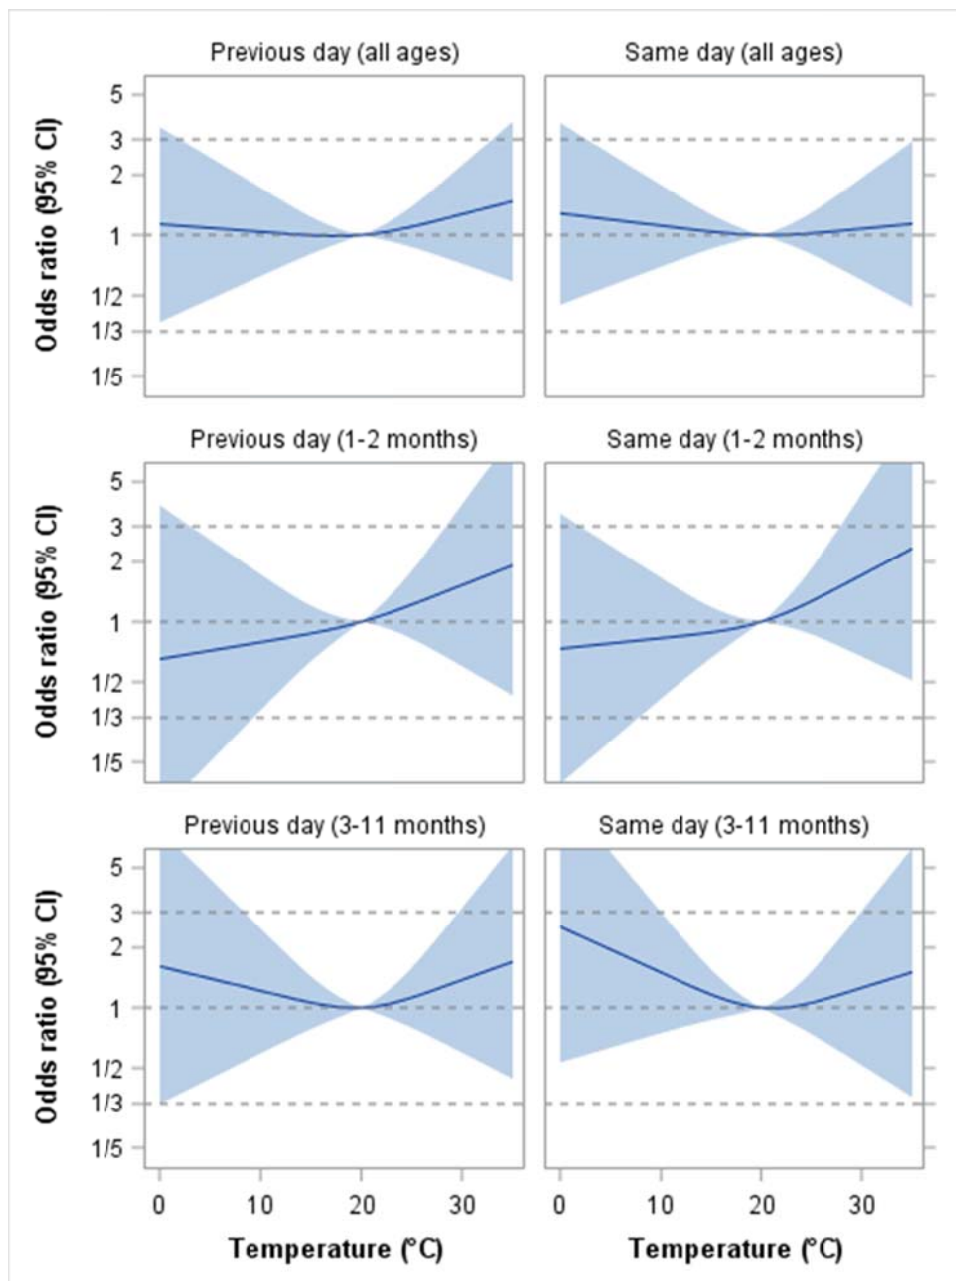 Previous day (all ages)
Same day (all ages)
Odds ratio (95% CI)
5
3
2
1
1/2
1/3
1/5
Previous day (1-2 months)
Same day (1-2 months)
Odds ratio (95% CI)
5
3
2
1
1/2
1/3
1/5
Previous day (3-11 months)
Same day (3-11 months)
Odds ratio (95% CI)
5
3
2
1
1/2
1/3
1/5
0 10 20 30
0 10 20 30
Temperature (°C)
Temperature (°C)